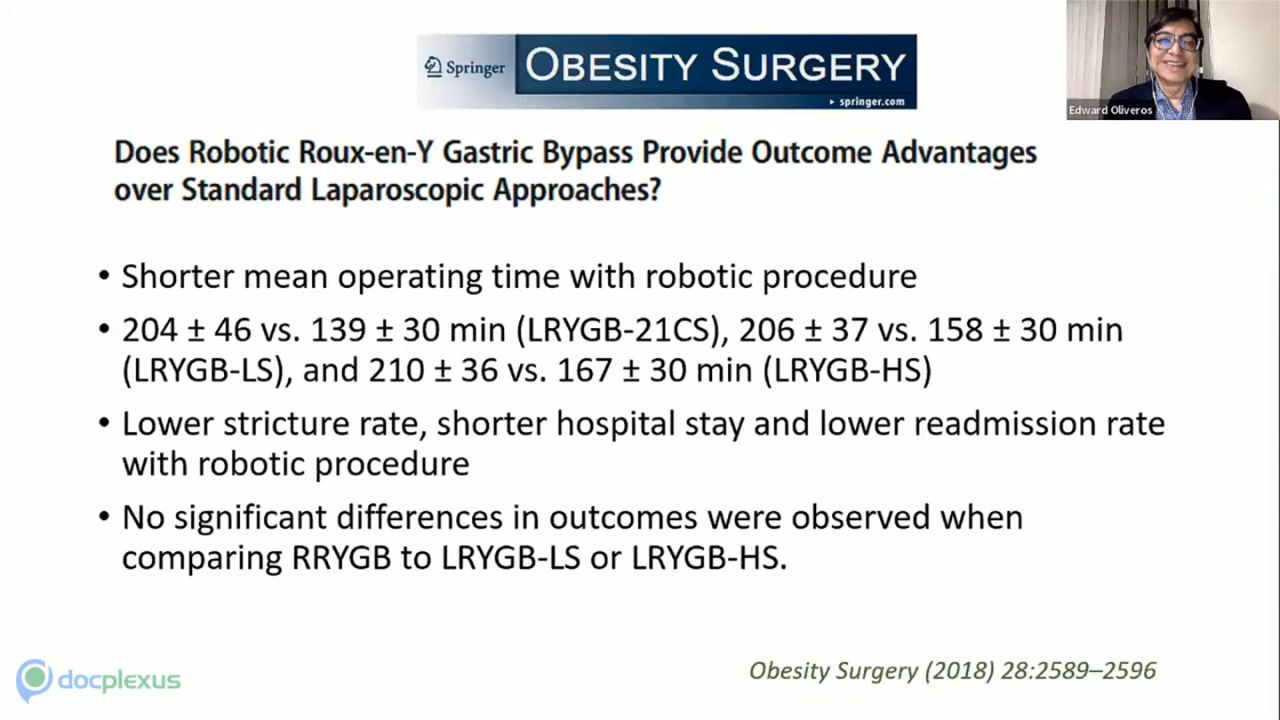 Springer
OBESITY SURGERY
▸ springer.com
Edward Oliveros
Does Robotic Roux-en-Y Gastric Bypass Provide Outcome Advantages
over Standard Laparoscopic Approaches?
• Shorter mean operating time with robotic procedure
• 204 ± 46 vs. 139 ± 30 min (LRYGB-21CS), 206 ± 37 vs. 158 ± 30 min
(LRYGB-LS), and 210 ± 36 vs. 167 ± 30 min (LRYGB-HS)
• Lower stricture rate, shorter hospital stay and lower readmission rate
with robotic procedure
• No significant differences in outcomes were observed when
comparing RRYGB to LRYGB-LS or LRYGB-HS.
docplexus
Obesity Surgery (2018) 28:2589–2596